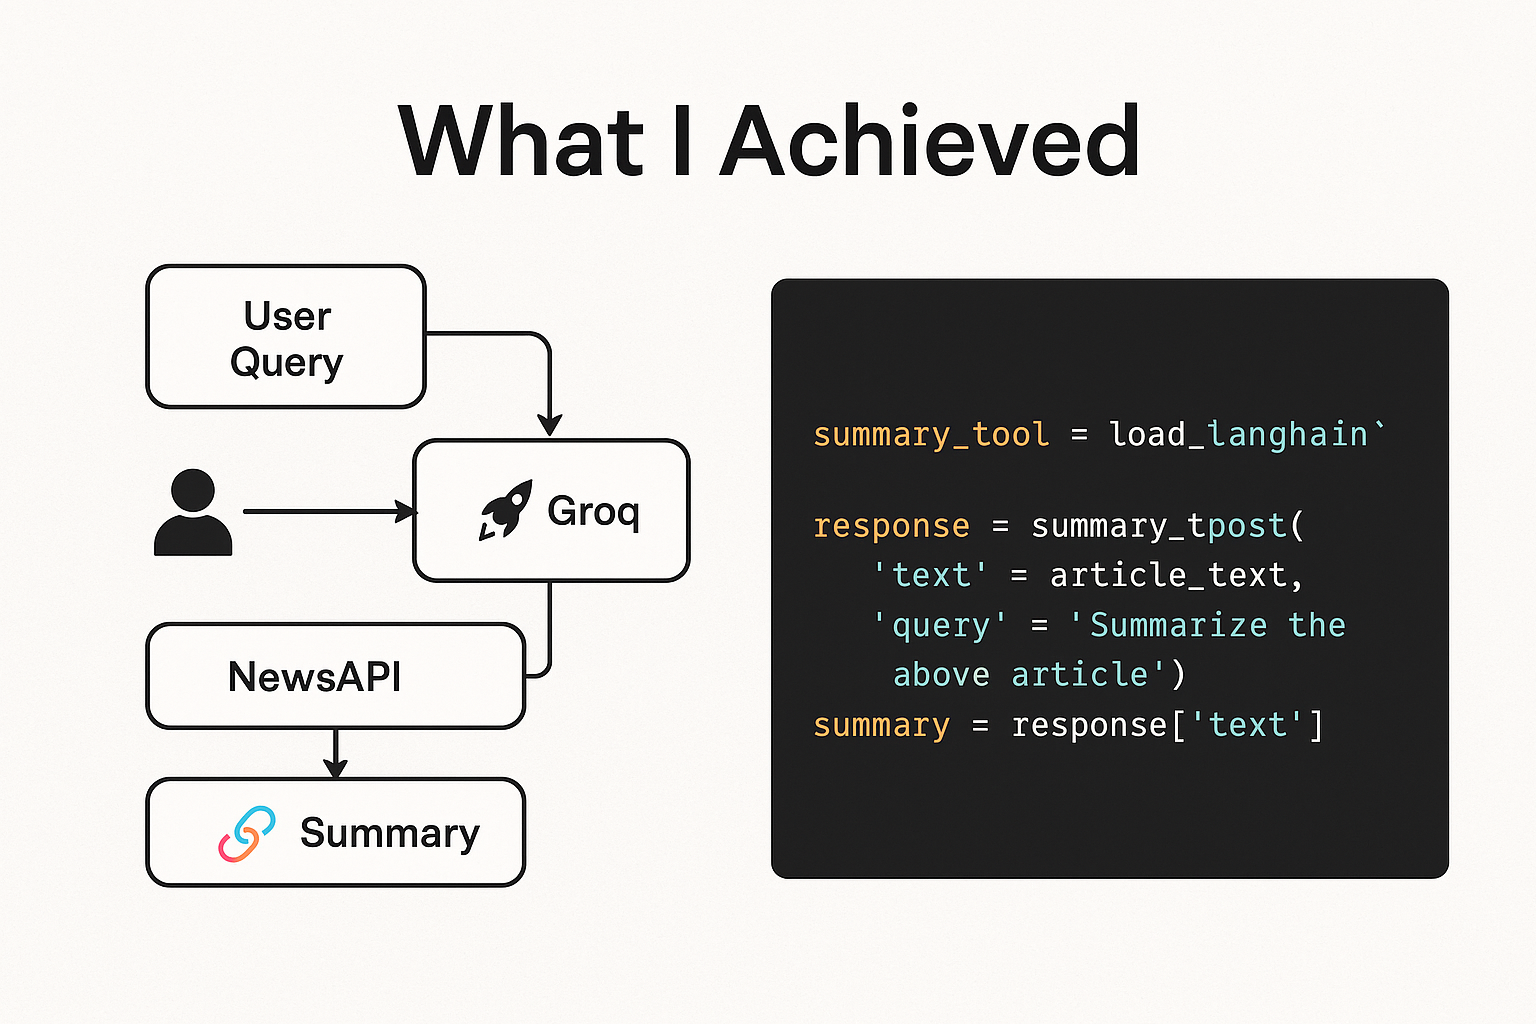 What I Achieved
User
Query
Groq
NewsAPI
Summary
summary_tool = load_langhain`
response = summary_tpost(
'text' = article_text,
'query' = 'Summarize the
above article')
summary = response['text']